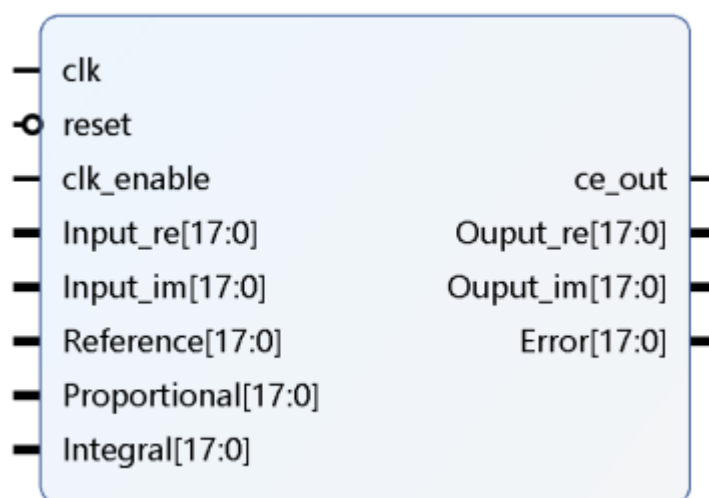 clk
reset
clk_enable ce_out
Input_re[17:0] Ouput_re[17:0]
Input_im[17:0] Ouput_im[17:0]
Reference[17:0] Error[17:0]
Proportional[17:0]
Integral[17:0]